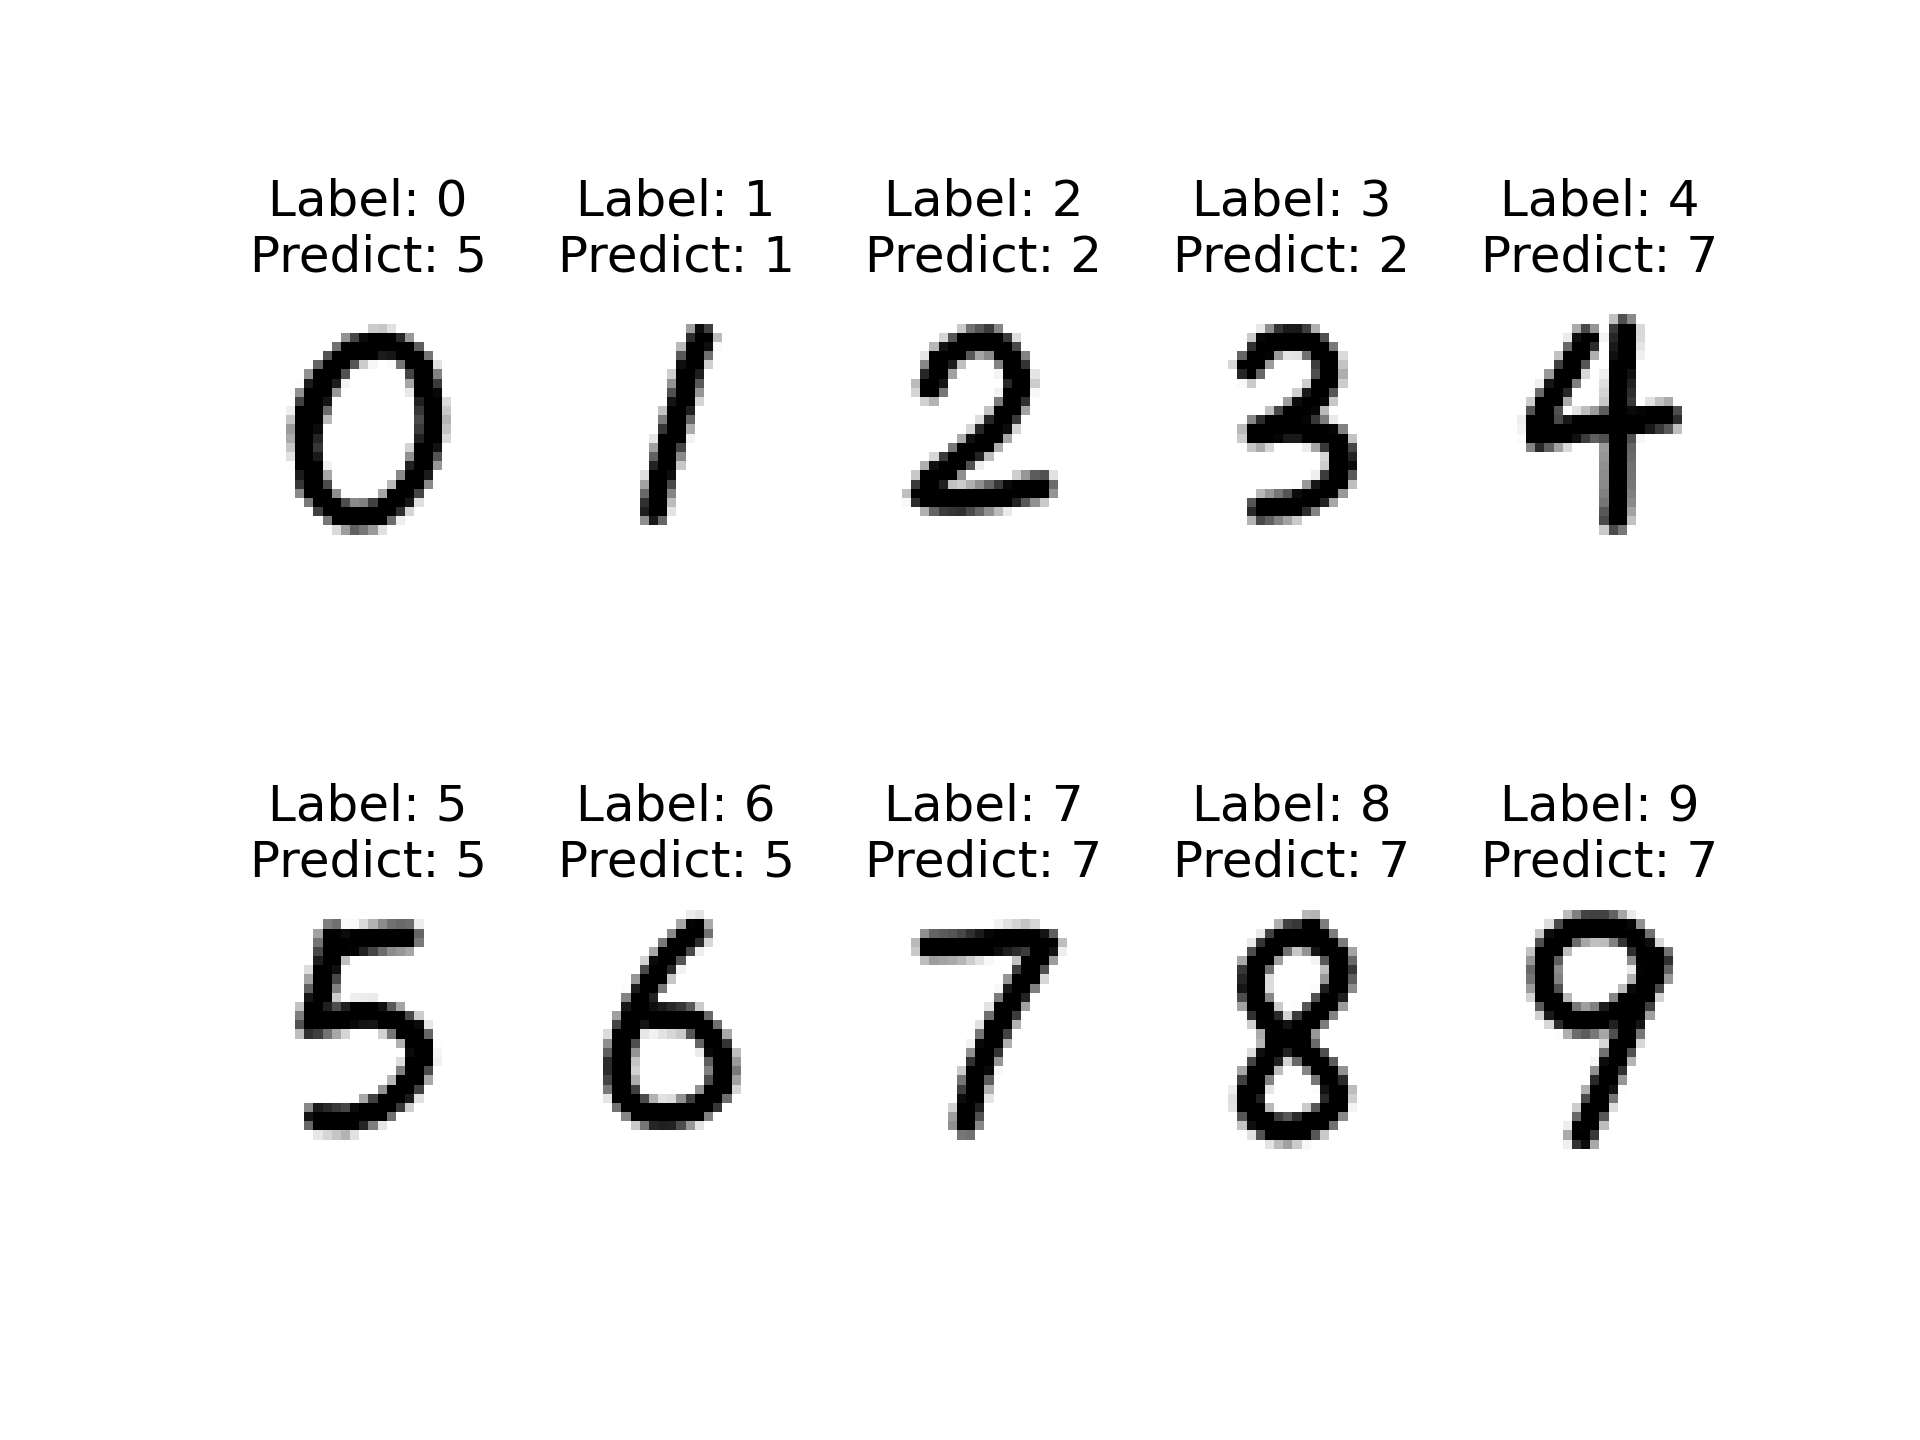 Label: 0 Label: 1 Label: 2 Label: 3 Label: 4
Predict: 5 Predict: 1 Predict: 2 Predict: 2 Predict: 7
0 1 2 3 4
Label: 5 Label: 6 Label: 7 Label: 8 Label: 9
Predict: 5 Predict: 5 Predict: 7 Predict: 7 Predict: 7
5 6 7 8 9